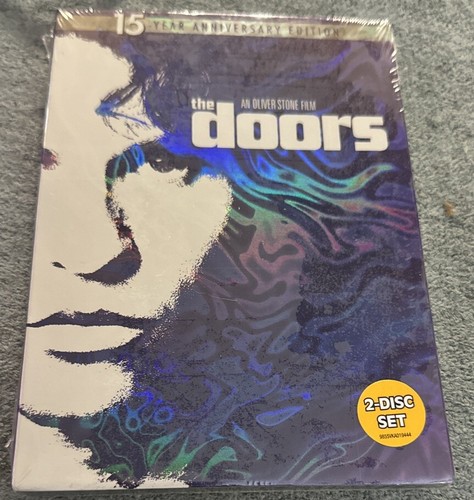 15 YEAR ANNIVERSARY EDITION
the
AN OLIVER STONE FILM
doors
2-DISC
SET